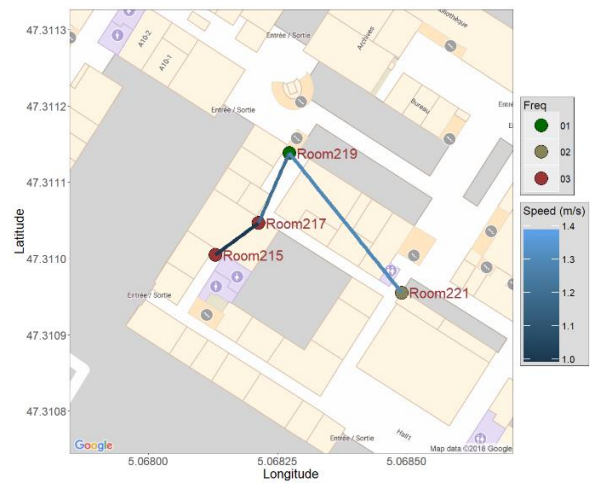 47.3113
47.3112
47.3111
47.3110
47.3109
47.3108
Latitude
A10-2
A10-1
Entrée / Sortie
Archives
Bureau
Entrée / Sortie
Room219
Room217
Room215
Room221
Entrée / Sortie
Hall1
Entrée / Sortie
Google
Map data ©2018 Google
5.06800
5.06825
5.06850
Longitude
Freq
01
02
03
Speed (m/s)
1.4
1.3
1.2
1.1
1.0